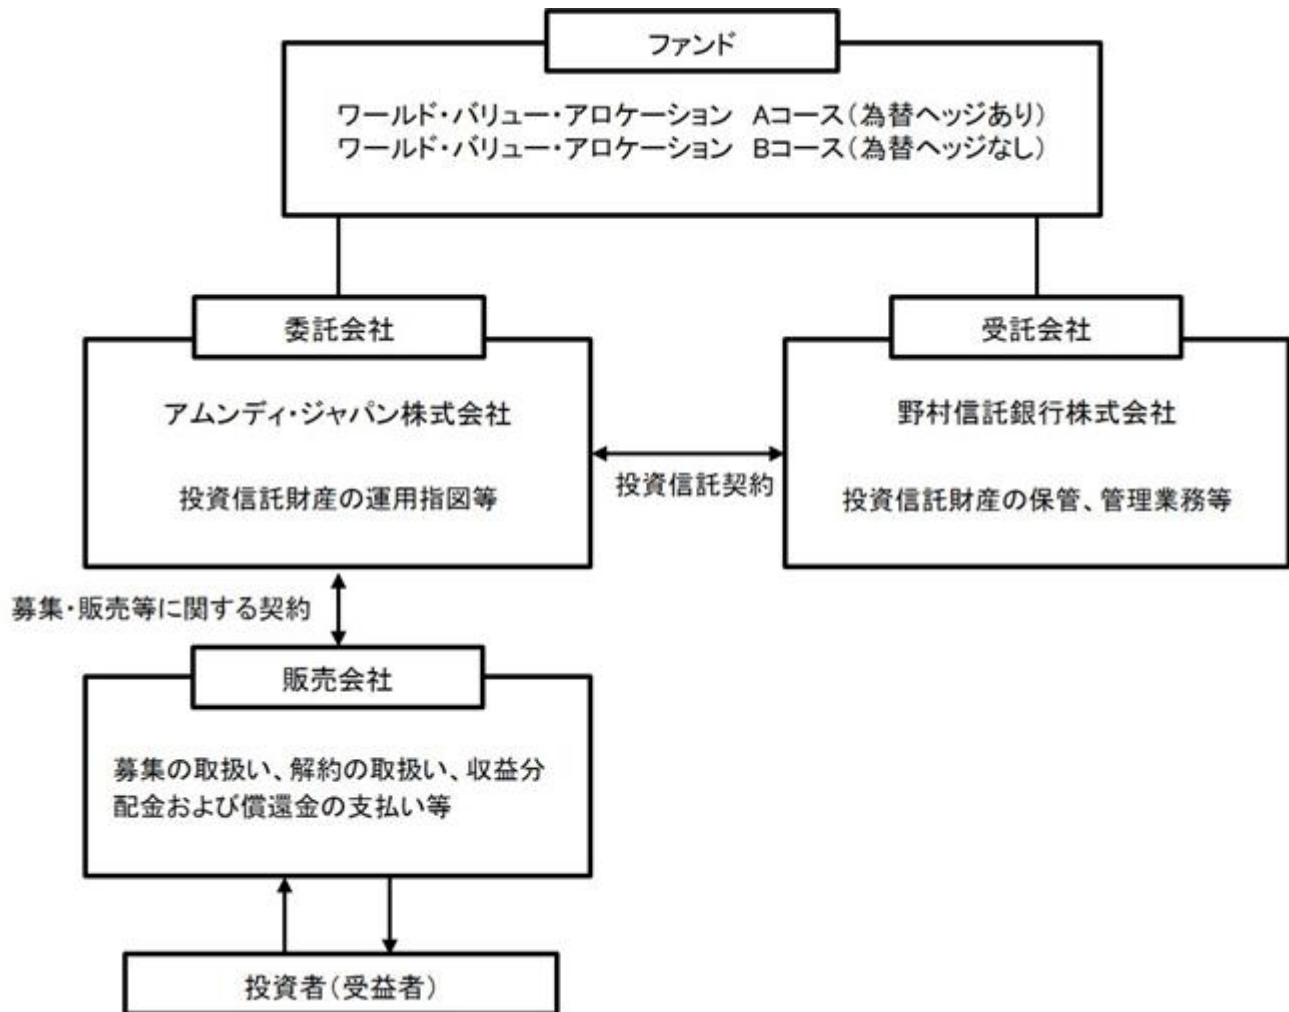 ファンド
ワールド・バリュー・アロケーション　Aコース(為替ヘッジあり)
ワールド・バリュー・アロケーション　Bコース(為替ヘッジなし)
委託会社
アムンディ・ジャパン株式会社
投資信託財産の運用指図等
投資信託契約
受託会社
野村信託銀行株式会社
投資信託財産の保管、管理業務等
募集・販売等に関する契約
販売会社
募集の取扱い、解約の取扱い、収益分
配金および償還金の支払い等
投資者(受益者)